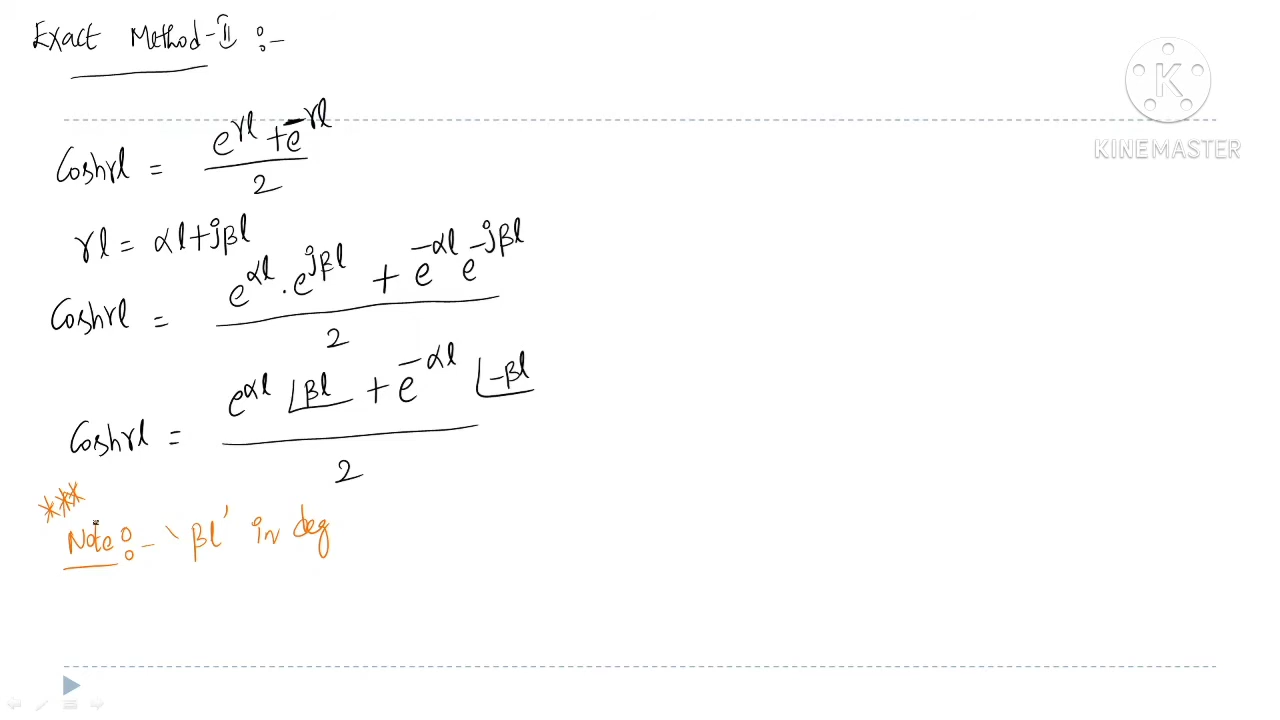 Exact Method-II :-
K
KINEMASTER
Coshγl = (e^γl + e^-γl) / 2
γl = αl+jβl
Coshγl = (e^αl . e^jβl + e^-αl e^-jβl) / 2
Coshγl = (e^αl ∠βl + e^-αl ∠-βl) / 2
***
Note :- 'βl' in deg